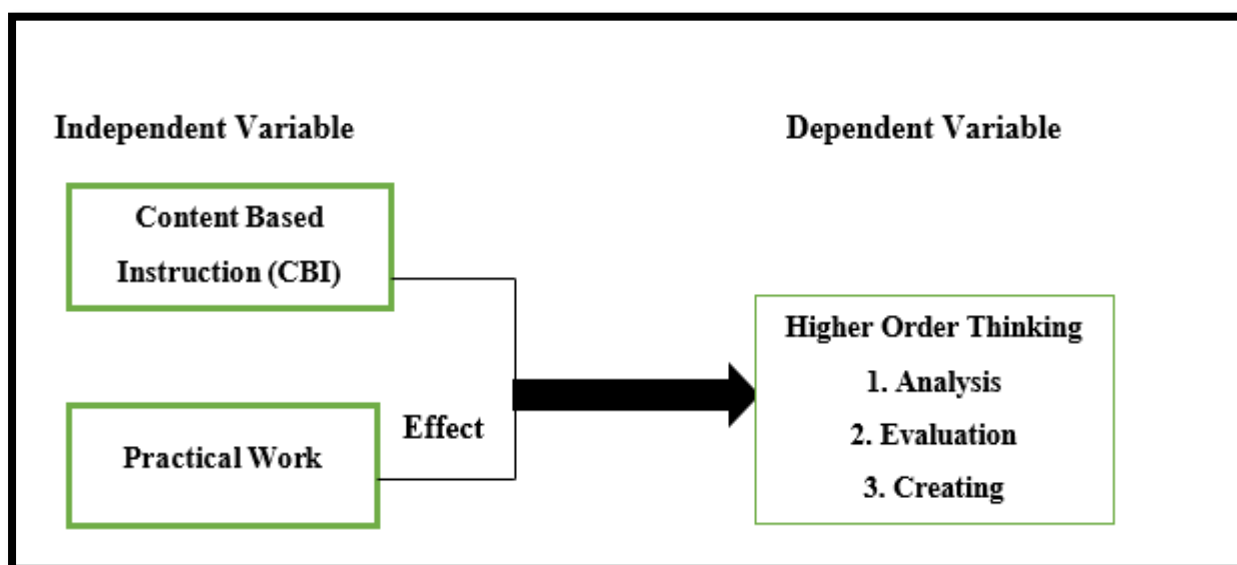 Independent Variable
Dependent Variable
Content Based
Instruction (CBI)
Practical Work
Effect
Higher Order Thinking
1. Analysis
2. Evaluation
3. Creating